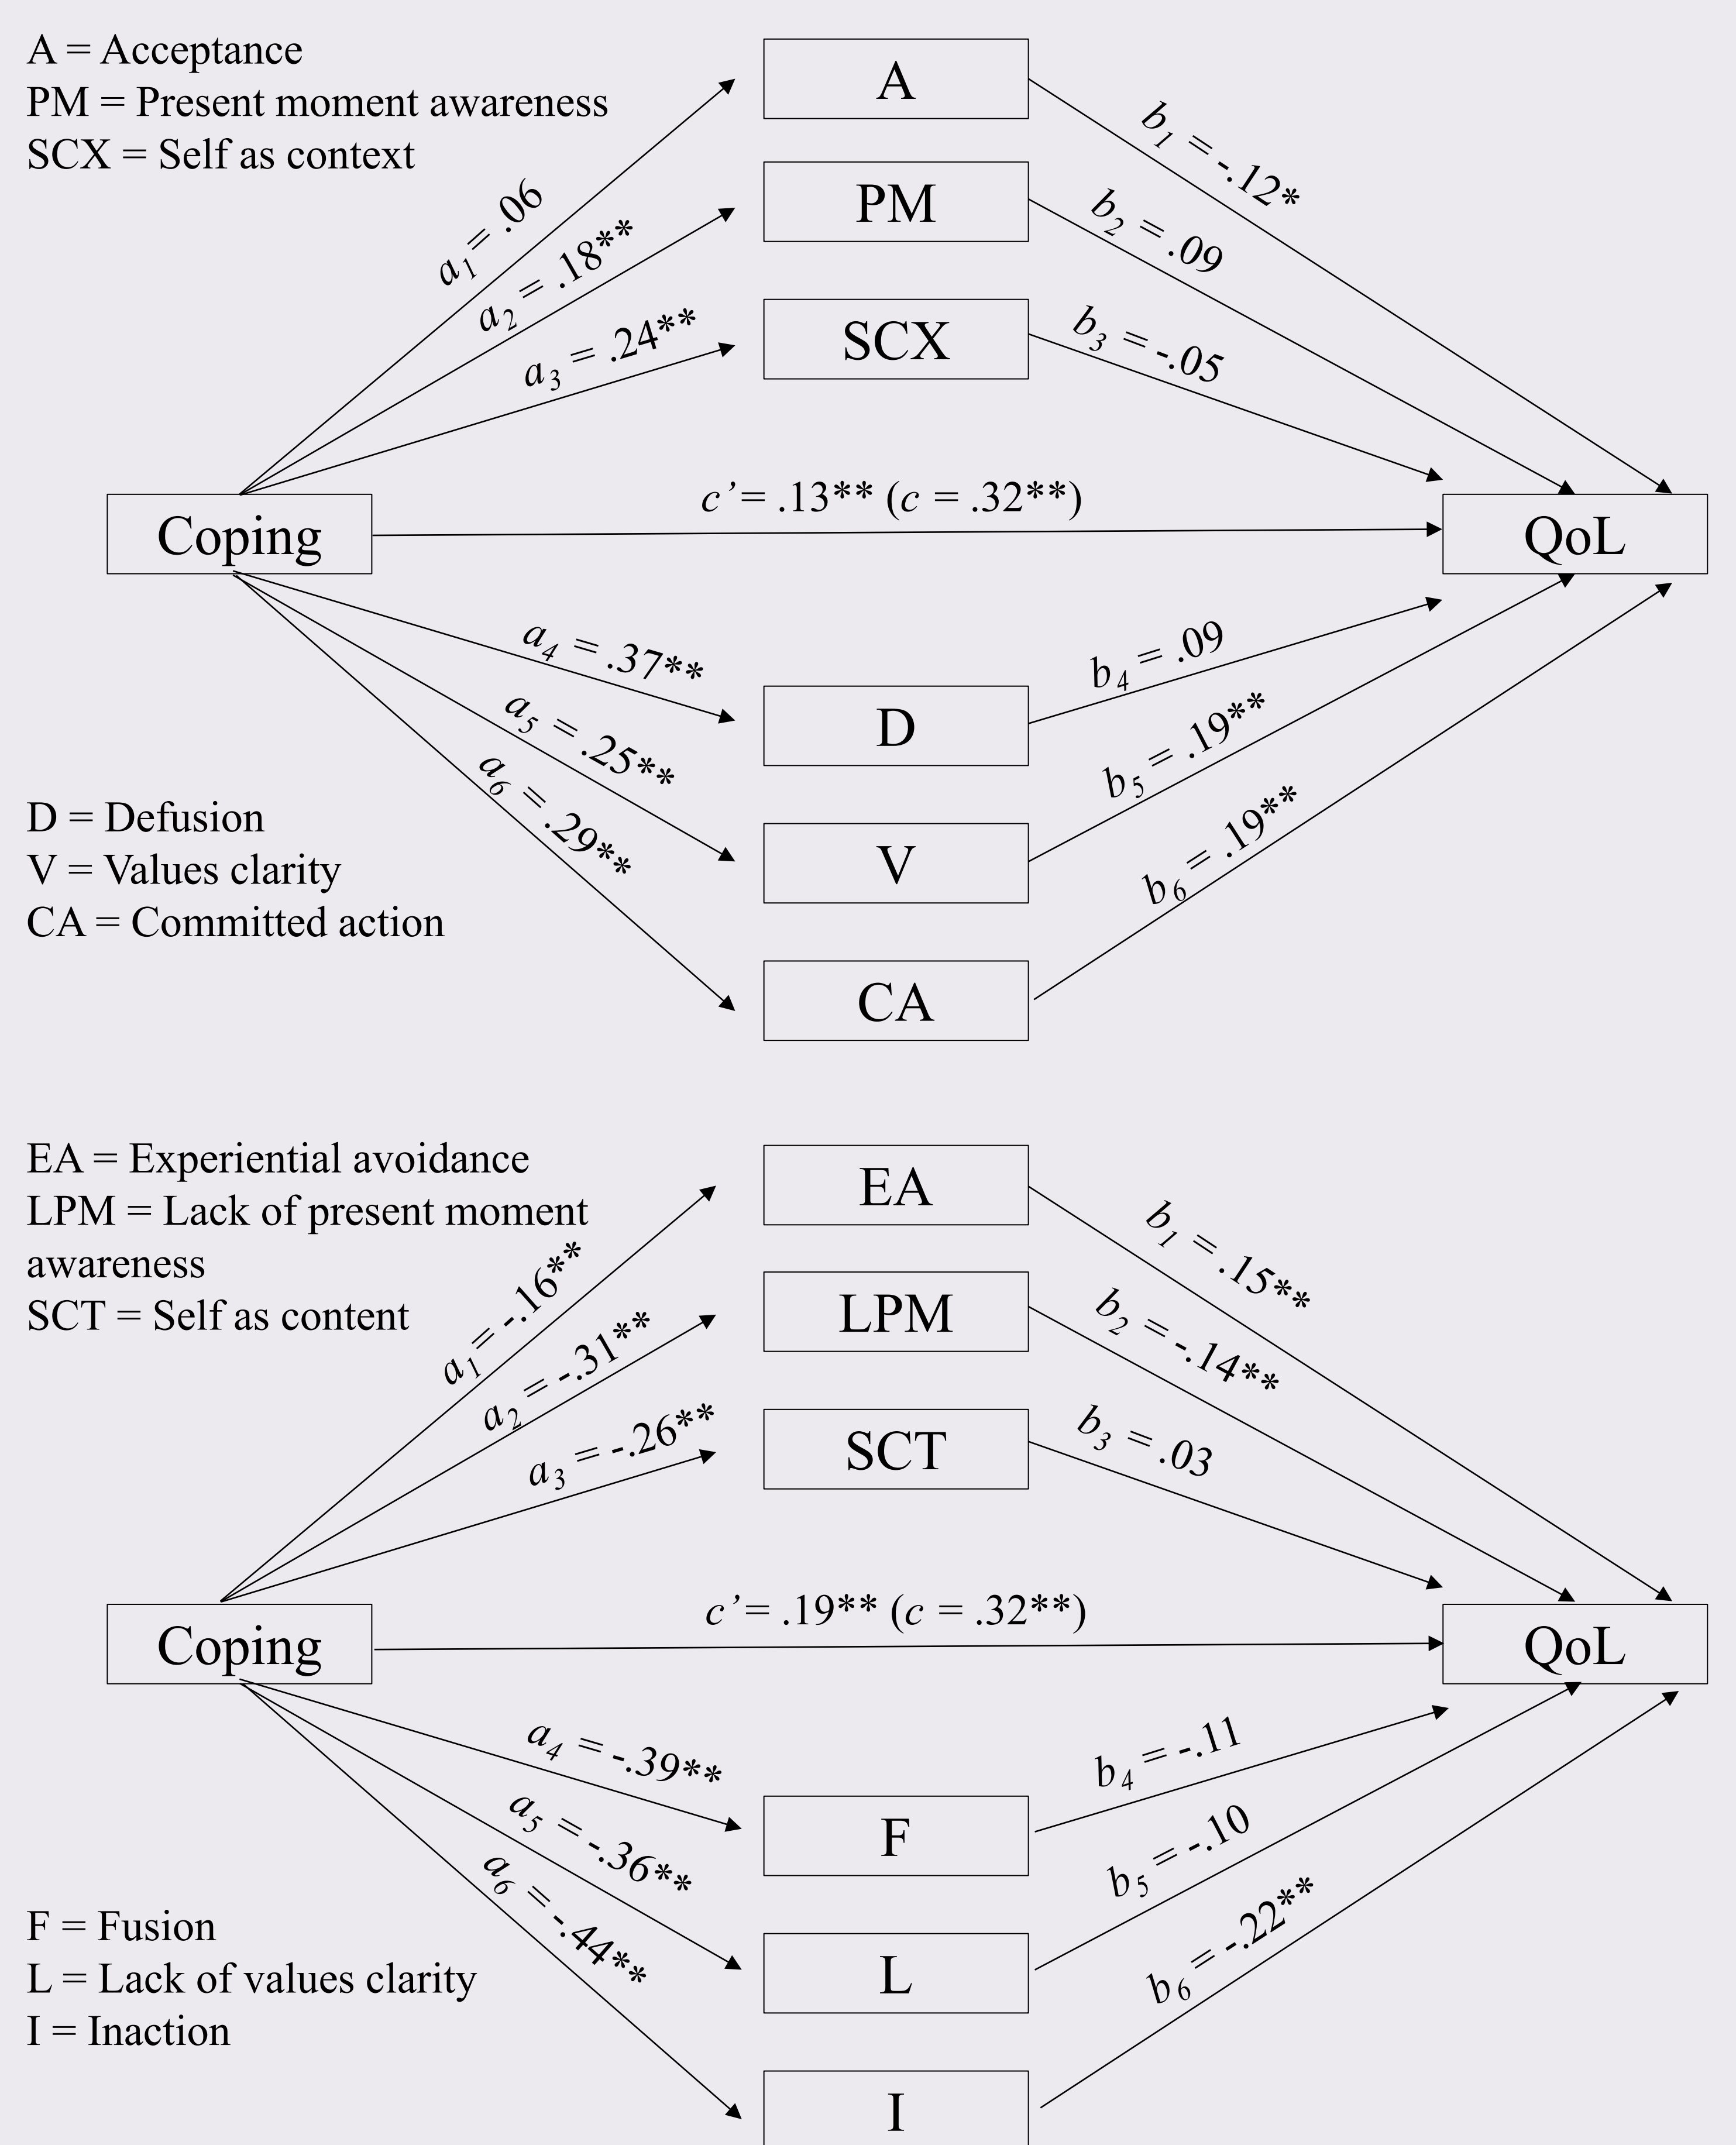 A = Acceptance
PM = Present moment awareness
SCX = Self as context
A
PM
SCX
a1 = .06
a2 = .18**
a3 = .24**
b1 = -.12*
b2 = .09
b3 = -.05
Coping
c’= .13** (c = .32**)
QoL
a4 = .37**
a5 = .25**
a6 = .29**
b4 = .09
b5 = .19**
b6 = .19**
D
V
CA
D = Defusion
V = Values clarity
CA = Committed action
EA = Experiential avoidance
LPM = Lack of present moment
awareness
SCT = Self as content
EA
LPM
SCT
a1 = -.16**
a2 = -.31**
a3 = -.26**
b1 = .15**
b2 = -.14**
b3 = .03
Coping
c’= .19** (c = .32**)
QoL
a4 = -.39**
a5 = -.36**
a6 = -.44**
b4 = -.11
b5 = -.10
b6 = -.22**
F
L
I
F = Fusion
L = Lack of values clarity
I = Inaction